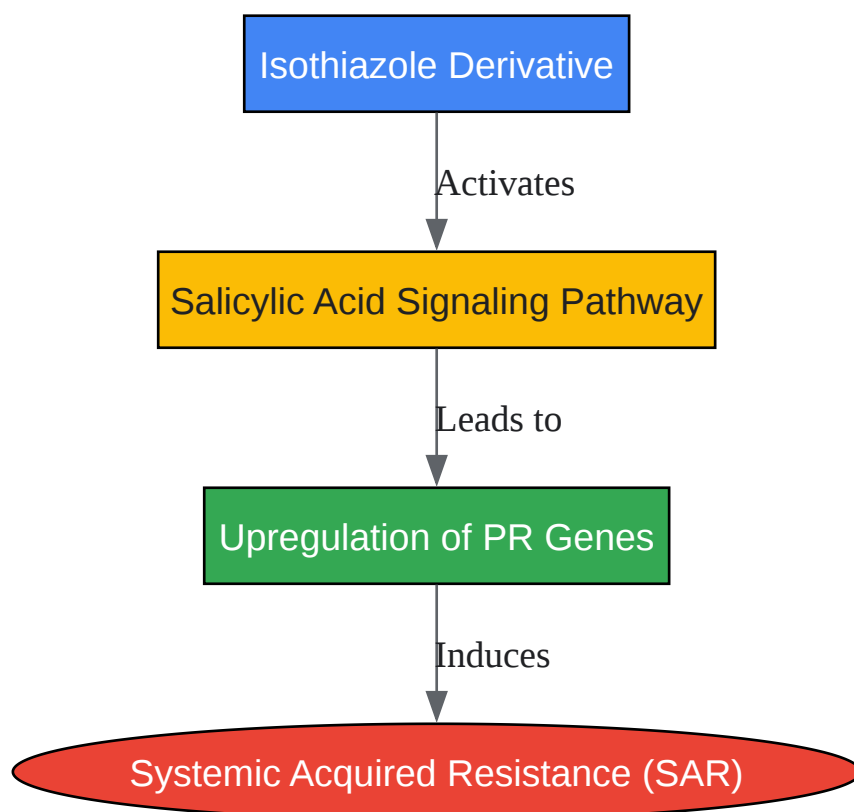 Isothiazole Derivative
Activates
Salicylic Acid Signaling Pathway
Leads to
Upregulation of PR Genes
Induces
Systemic Acquired Resistance (SAR)